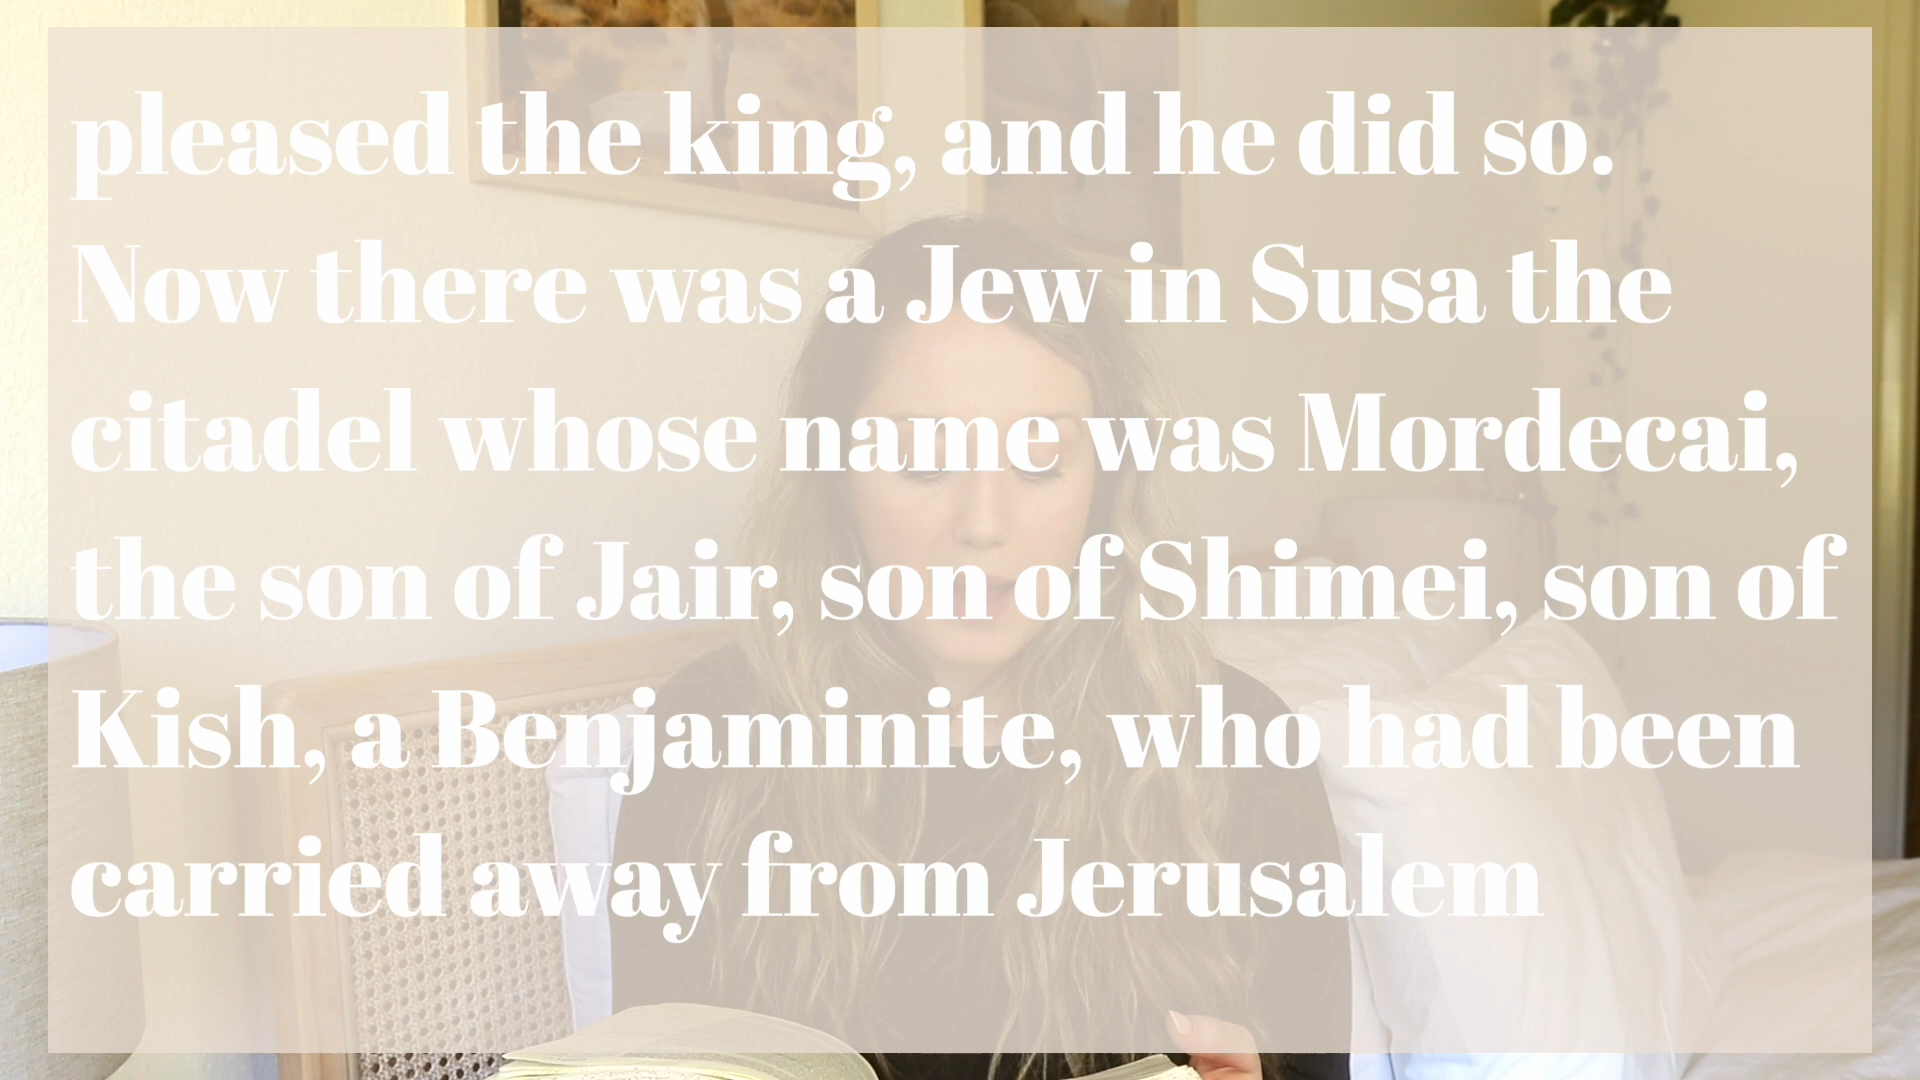 pleased the king, and he did so.
Now there was a Jew in Susa the
citadel whose name was Mordecai,
the son of Jair, son of Shimei, son of
Kish, a Benjaminite, who had been
carried away from Jerusalem